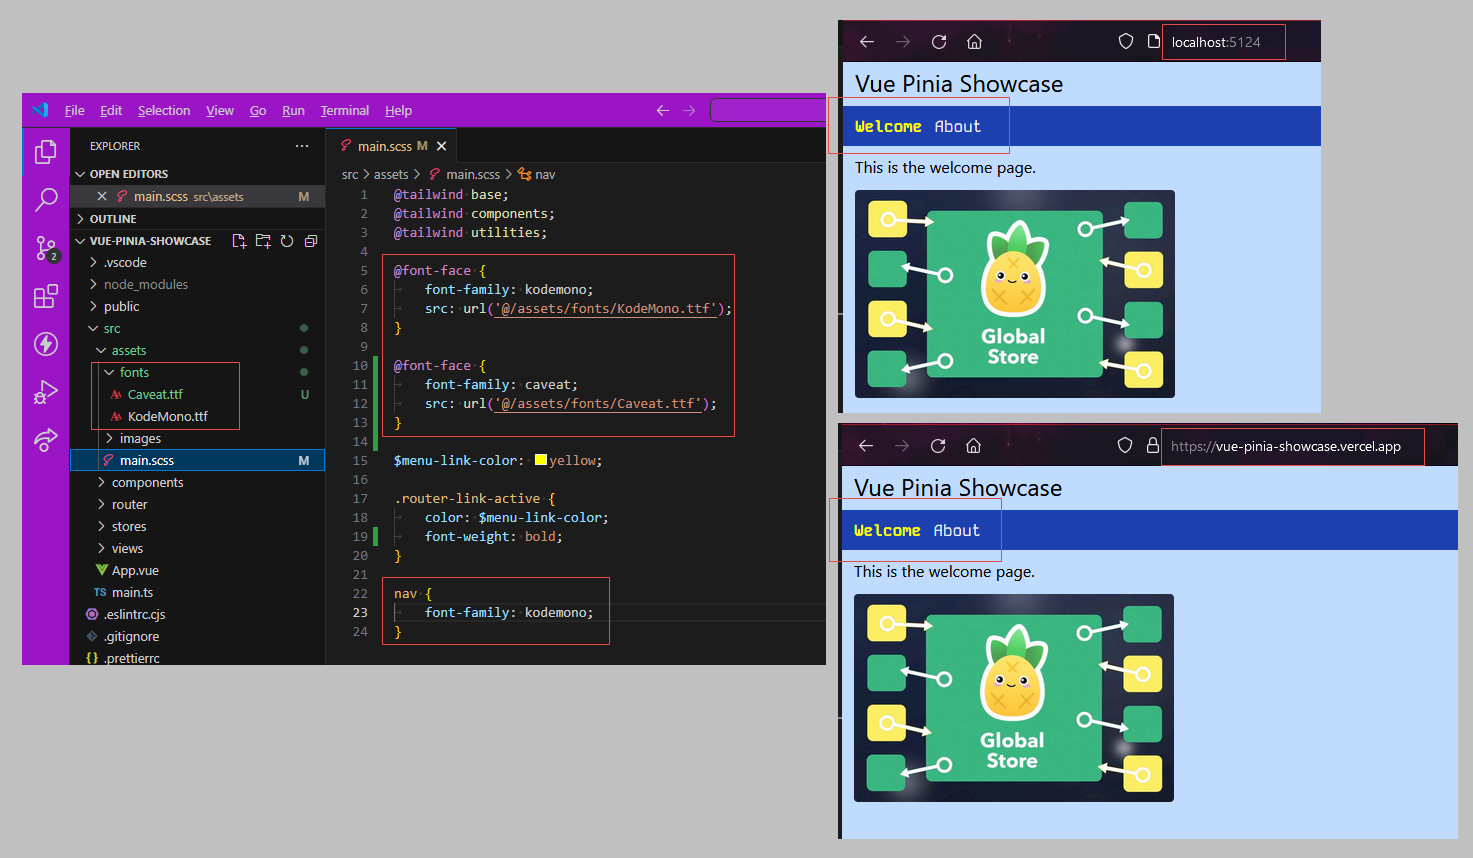 File Edit Selection View Go Run Terminal Help
EXPLORER
OPEN EDITORS
main.scss src\assets M
OUTLINE
VUE-PINIA-SHOWCASE
.vscode
node_modules
public
src
assets
fonts
Caveat.ttf U
KodeMono.ttf
images
main.scss M
components
router
stores
views
App.vue
TS main.ts
.eslintrc.cjs
.gitignore
{} .prettierrc
2
main.scss M
src > assets > main.scss > nav
1 @tailwind base;
2 @tailwind components;
3 @tailwind utilities;
4
5 @font-face {
6 font-family: kodemono;
7 src: url('@/assets/fonts/KodeMono.ttf');
8 }
9
10 @font-face {
11 font-family: caveat;
12 src: url('@/assets/fonts/Caveat.ttf');
13 }
14
15 $menu-link-color: yellow;
16
17 .router-link-active {
18 color: $menu-link-color;
19 font-weight: bold;
20 }
21
22 nav {
23 font-family: kodemono;
24 }
localhost:5124
Vue Pinia Showcase
Welcome About
This is the welcome page.
Global
Store
https://vue-pinia-showcase.vercel.app
Vue Pinia Showcase
Welcome About
This is the welcome page.
Global
Store